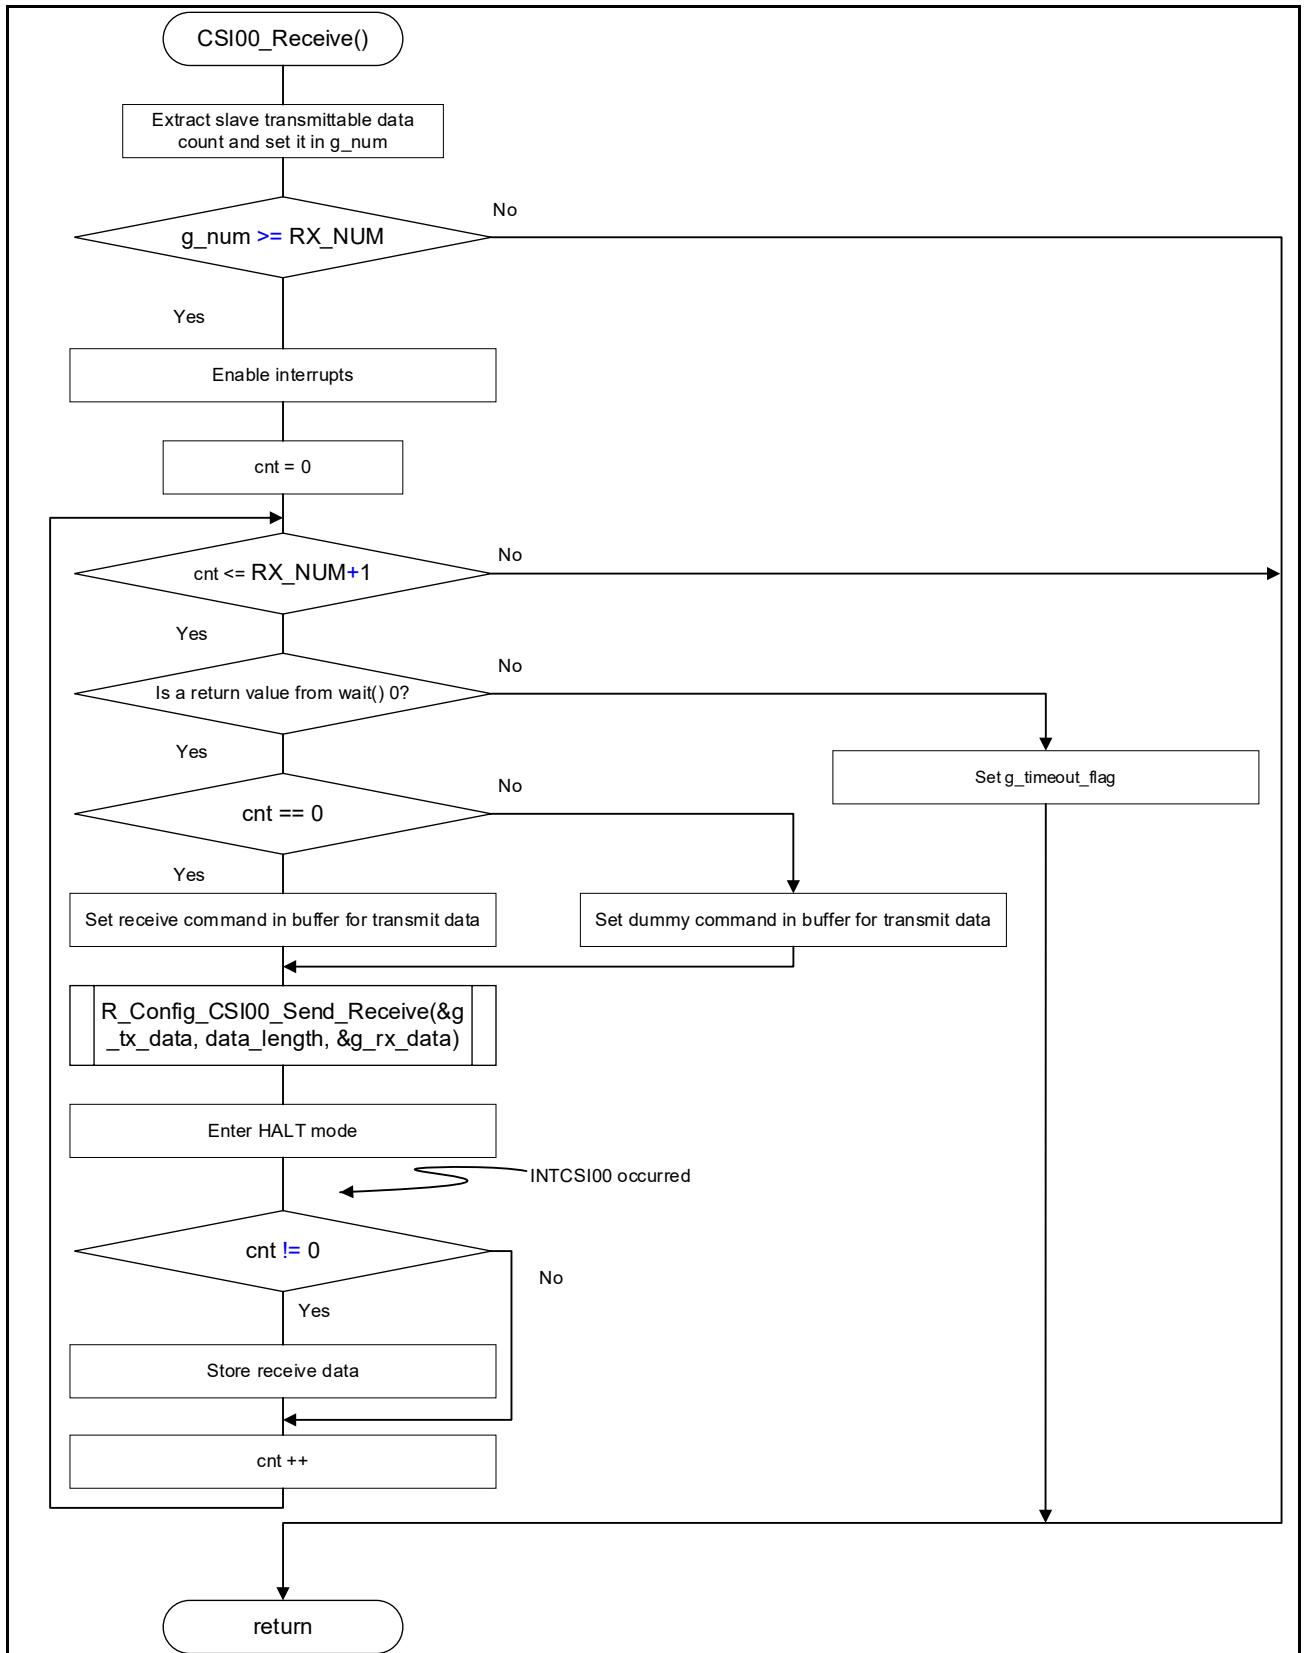 CSI00_Receive()
Extract slave transmittable data
count and set it in g_num
No
g_num >= RX_NUM
Yes
Enable interrupts
cnt = 0
No
cnt <= RX_NUM+1
Yes
No
Is a return value from wait() 0?
Yes
Set g_timeout_flag
No
cnt == 0
Yes
Set receive command in buffer for transmit data
Set dummy command in buffer for transmit data
R_Config_CSI00_Send_Receive(&g
_tx_data, data_length, &g_rx_data)
Enter HALT mode
INTCSI00 occurred
cnt != 0
No
Yes
Store receive data
cnt ++
return